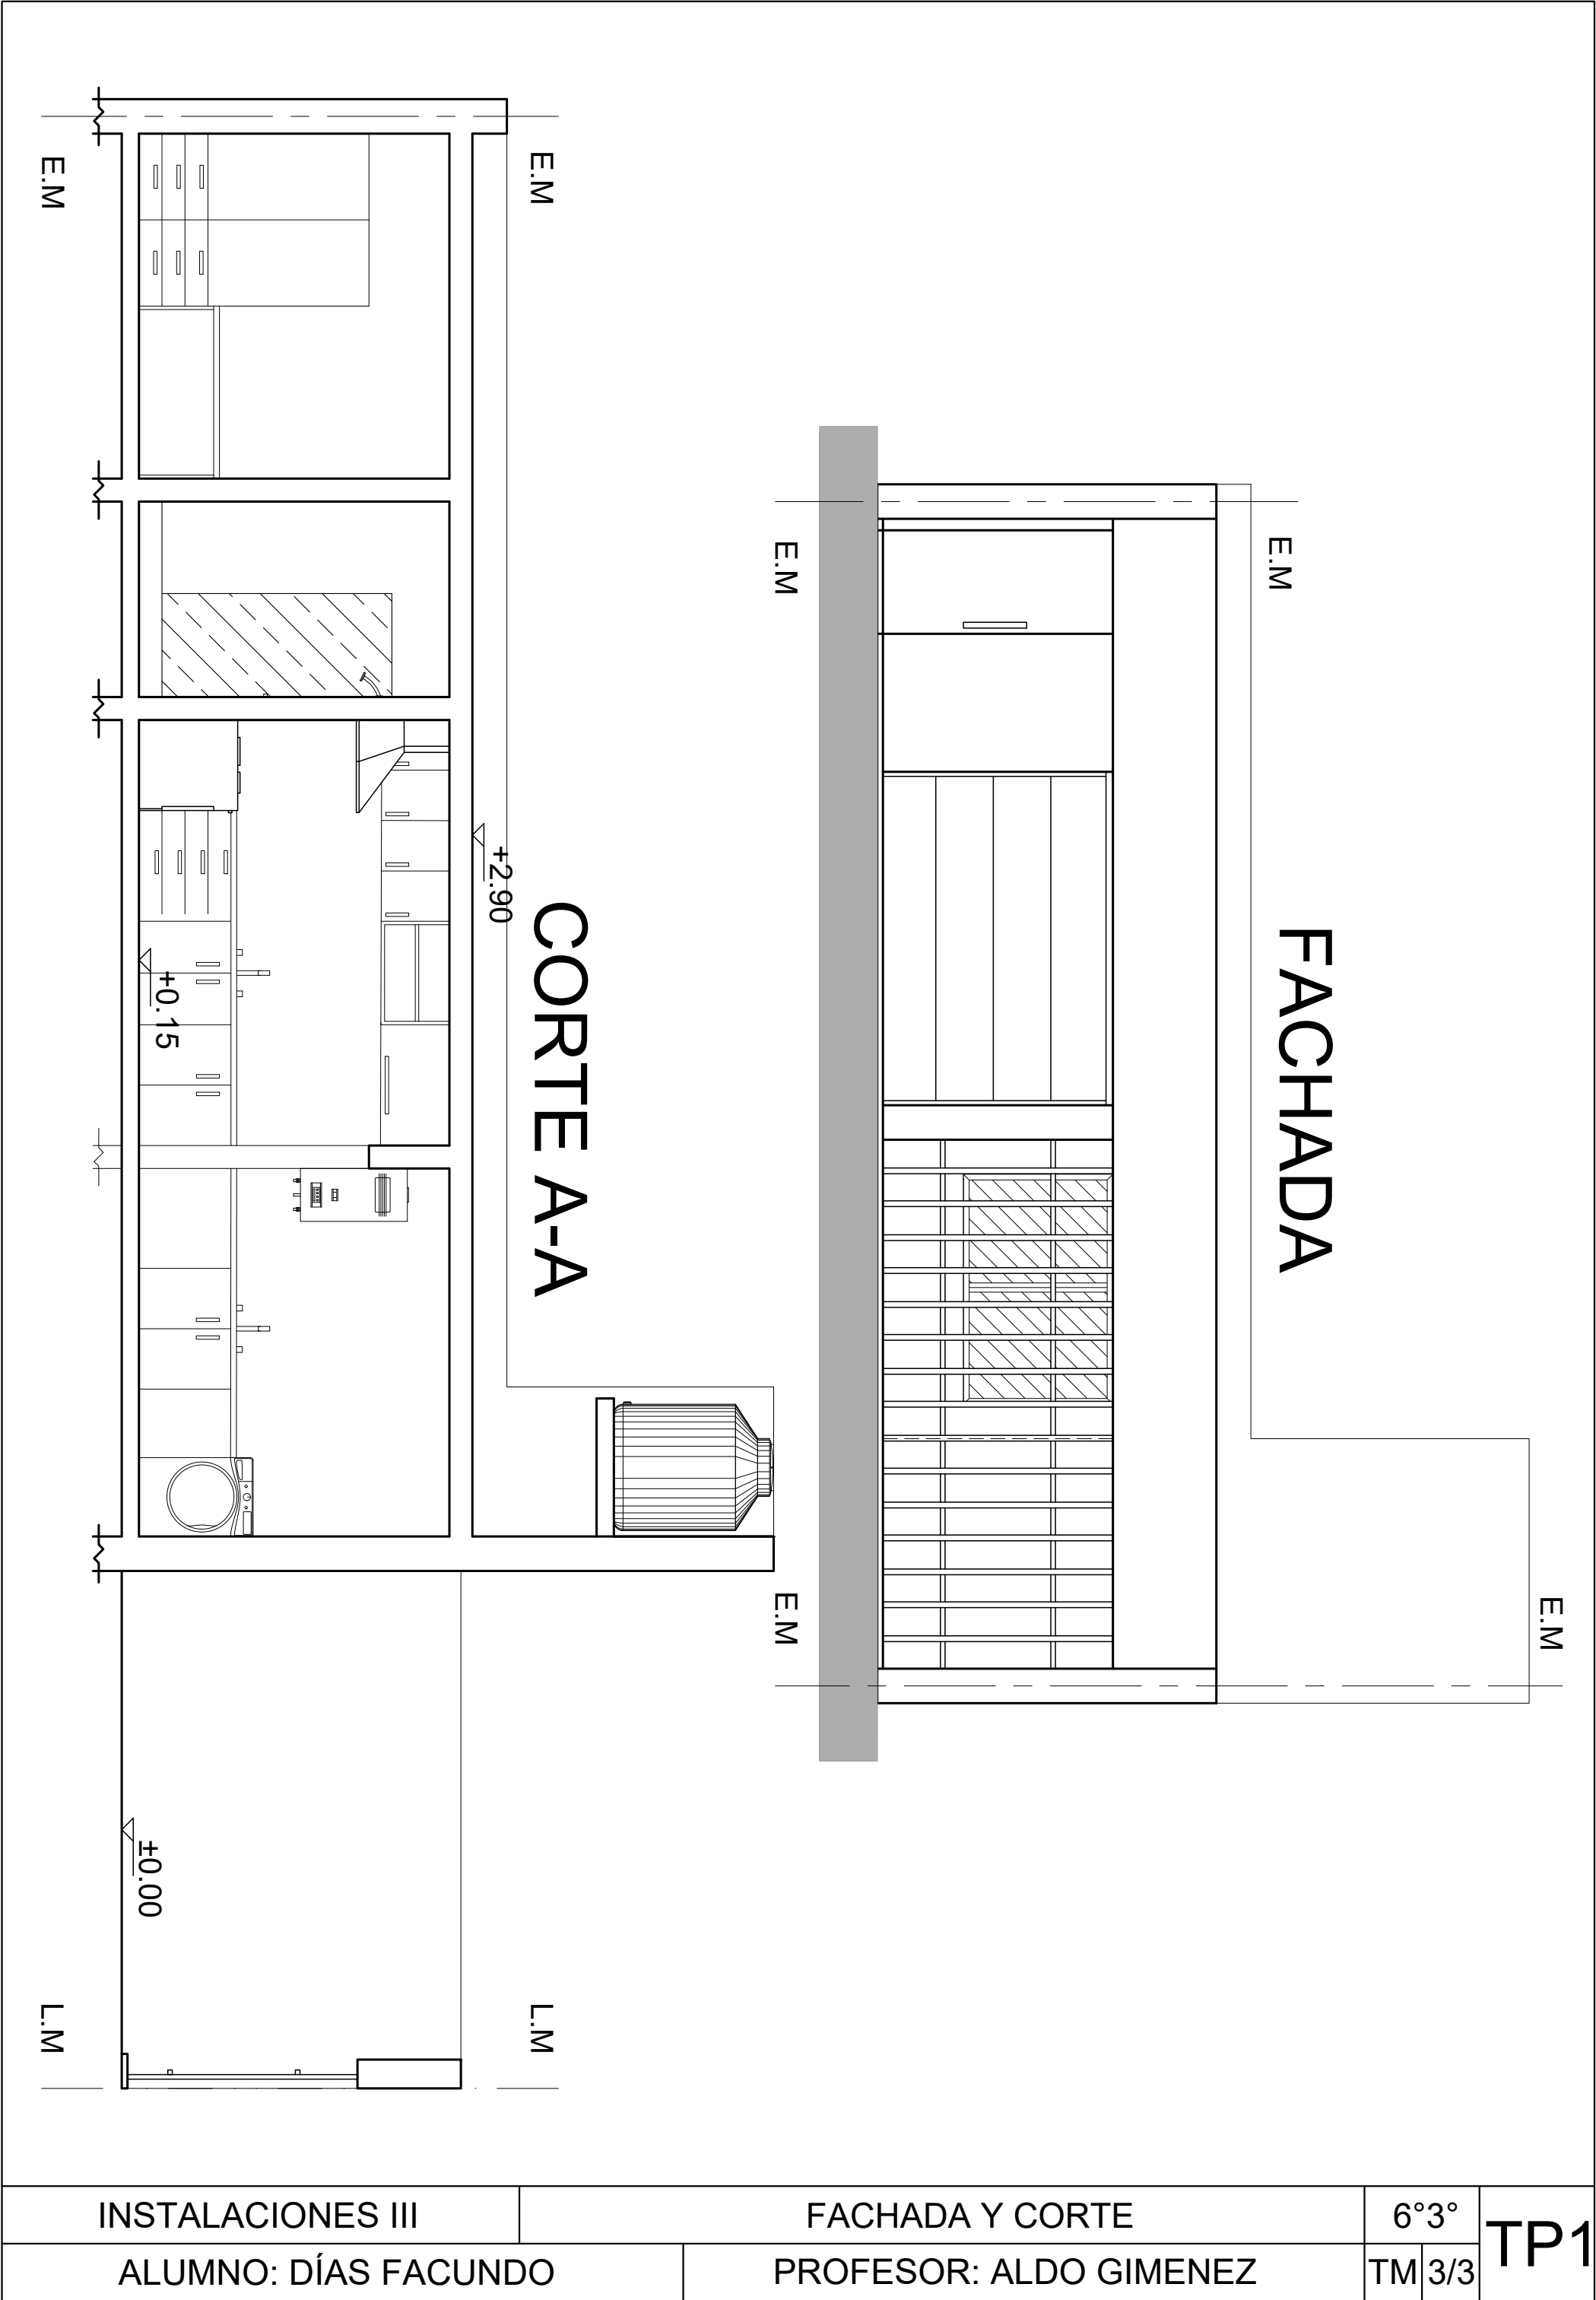 FACHADA
E.M
E.M
E.M
E.M
CORTE A-A
E.M
E.M
+2.90
+0.15
±0.00
L.M
L.M
INSTALACIONES III
FACHADA Y CORTE
6°3°
TP1
ALUMNO: DÍAS FACUNDO
PROFESOR: ALDO GIMENEZ
TM
3/3